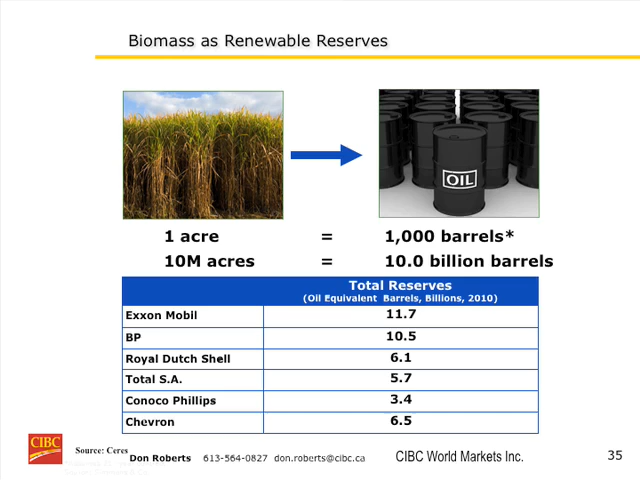 Biomass as Renewable Reserves
OIL
1 acre = 1,000 barrels*
10M acres = 10.0 billion barrels
Total Reserves
(Oil Equivalent Barrels, Billions, 2010)
Exxon Mobil 11.7
BP 10.5
Royal Dutch Shell 6.1
Total S.A. 5.7
Conoco Phillips 3.4
Chevron 6.5
CIBC
Source: Ceres
Don Roberts 613-564-0827 don.roberts@cibc.ca CIBC World Markets Inc. 35